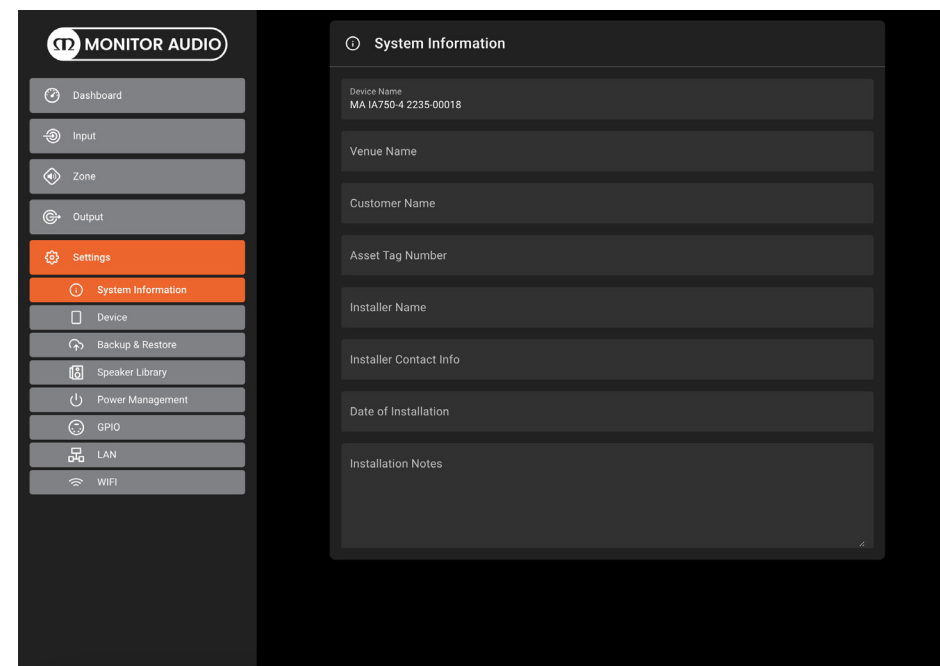 MONITOR AUDIO
Dashboard
Input
Zone
Output
Settings
System Information
Device
Backup & Restore
Speaker Library
Power Management
GPIO
LAN
WIFI
System Information
Device Name
MA IA750-4 2235-00018
Venue Name
Customer Name
Asset Tag Number
Installer Name
Installer Contact Info
Date of Installation
Installation Notes